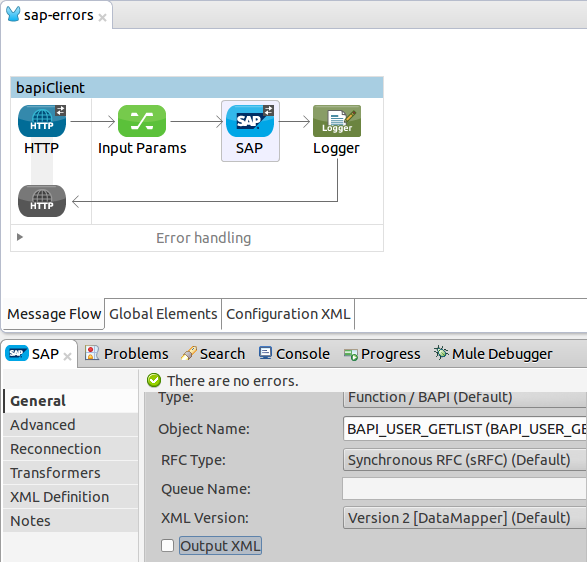 sap-errors
bapiClient
HTTP
SAP
Logger
HTTP
Input Params
SAP
Logger
HTTP
Error handling
Message Flow
Global Elements
Configuration XML
SAP SAP
Problems
Search
Console
Progress
Mule Debugger
There are no errors.
General
Advanced
Reconnection
Transformers
XML Definition
Notes
Type: Function / BAPI (Default)
Object Name: BAPI_USER_GETLIST (BAPI_USER_GE
RFC Type: Synchronous RFC (sRFC) (Default)
Queue Name:
XML Version: Version 2 [DataMapper] (Default)
Output XML